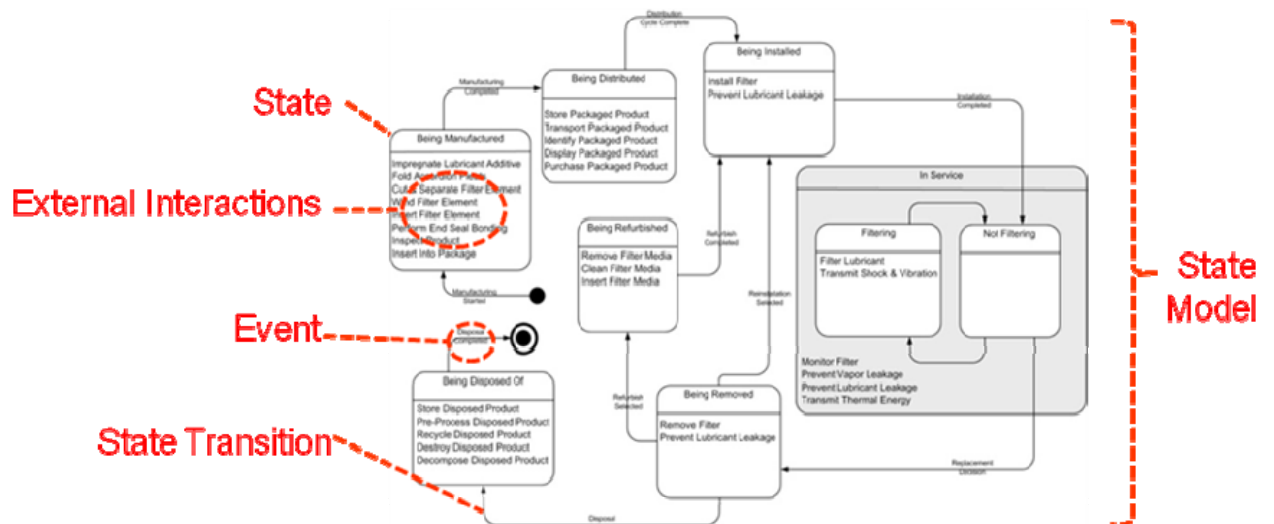 Distribution
Cycle Complete
Being Installed
Install Filter
Prevent Lubricant Leakage
Manufacturing
Completed
Being Distributed
Store Packaged Product
Transport Packaged Product
Identify Packaged Product
Display Packaged Product
Purchase Packaged Product
Installation
Completed
State
Being Manufactured
Impregnate Lubricant Additive
Fold Accordion Pleats
Cut & Separate Filter Element
Wind Filter Element
Insert Filter Element
Perform End Seal Bonding
Inspect Product
Insert Into Package
External Interactions
In Service
Filtering
Filter Lubricant
Transmit Shock & Vibration
Not Filtering
Monitor Filter
Prevent Vapor Leakage
Prevent Lubricant Leakage
Transmit Thermal Energy
Being Refurbished
Remove Filter Media
Clean Filter Media
Insert Filter Media
Refurbish
Completed
Reinstallation
Selected
State
Model
Manufacturing
Started
Event
Disposal
Completed
Being Disposed Of
Store Disposed Product
Pre-Process Disposed Product
Recycle Disposed Product
Destroy Disposed Product
Decompose Disposed Product
Refurbish
Selected
Being Removed
Remove Filter
Prevent Lubricant Leakage
State Transition
Replacement
Decision
Disposal